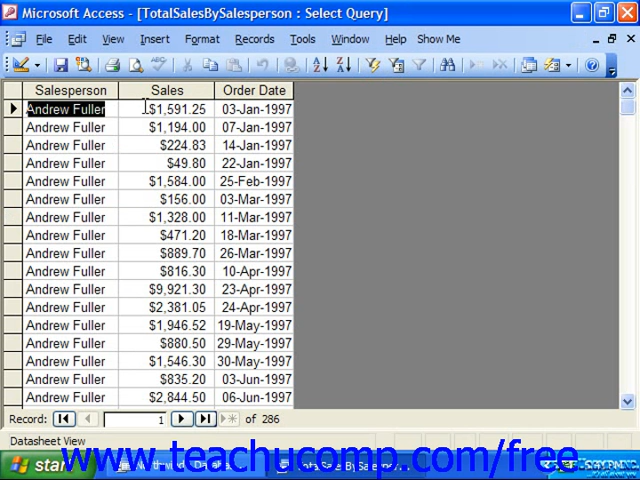 Microsoft Access - [TotalSalesBySalesperson : Select Query]
File Edit View Insert Format Records Tools Window Help Show Me
Salesperson Sales Order Date
Andrew Fuller $1,591.25 03-Jan-1997
Andrew Fuller $1,194.00 07-Jan-1997
Andrew Fuller $224.83 14-Jan-1997
Andrew Fuller $49.80 22-Jan-1997
Andrew Fuller $1,584.00 25-Feb-1997
Andrew Fuller $156.00 03-Mar-1997
Andrew Fuller $1,328.00 11-Mar-1997
Andrew Fuller $471.20 18-Mar-1997
Andrew Fuller $889.70 26-Mar-1997
Andrew Fuller $816.30 10-Apr-1997
Andrew Fuller $9,921.30 23-Apr-1997
Andrew Fuller $2,381.05 24-Apr-1997
Andrew Fuller $1,946.52 19-May-1997
Andrew Fuller $880.50 29-May-1997
Andrew Fuller $1,546.30 30-May-1997
Andrew Fuller $835.20 03-Jun-1997
Andrew Fuller $2,844.50 06-Jun-1997
Record: 1 of 286
Datasheet View
www.teachucomp.com/free
start TotalSalesBySalesper...